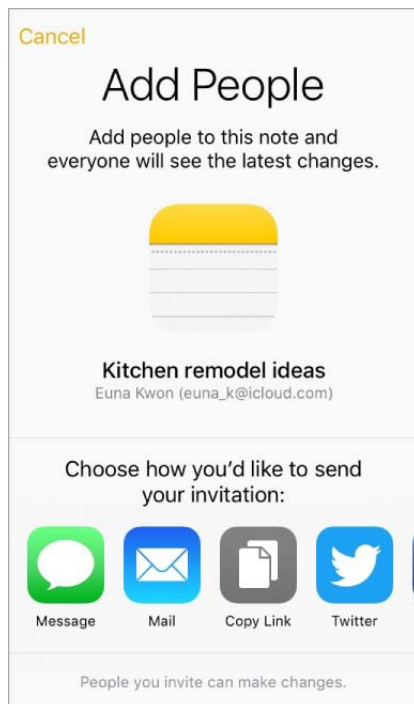 Cancel
Add People
Add people to this note and
everyone will see the latest changes.
Kitchen remodel ideas
Euna Kwon (euna_k@icloud.com)
Choose how you’d like to send
your invitation:
Message Mail Copy Link Twitter
People you invite can make changes.